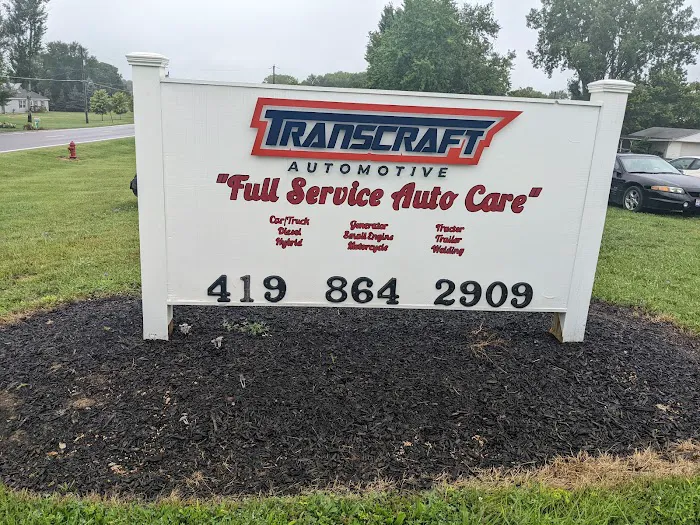 TRANSCRAFT
AUTOMOTIVE
"Full Service Auto Care"
Car/Truck Generator Tractor
Diesel Small Engine Trailer
Hybrid Motorcycle Welding
419 864 2909